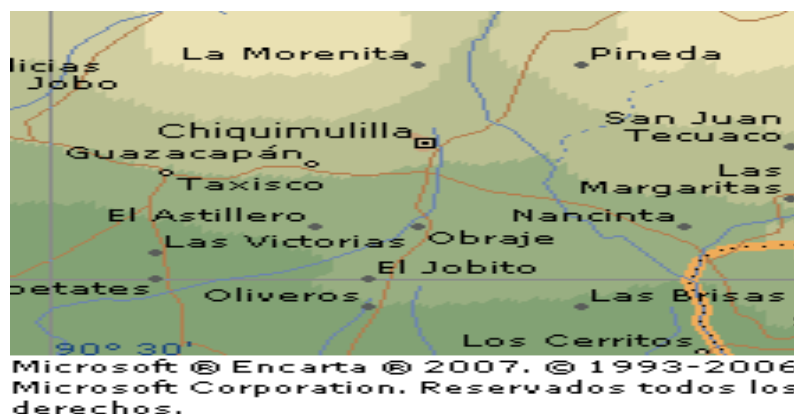 La Morenita
Pineda
licias
Jobo
San Juan
Tecuaco
Chiquimulilla
Guazacapán
Las
Margaritas
Taxisco
El Astillero
Nancinta
Las Victorias
Obraje
El Jobito
petates
Oliveros
Las Brisas
Los Cerritos
90° 30'
Microsoft ® Encarta ® 2007. © 1993-2006
Microsoft Corporation. Reservados todos los
derechos.